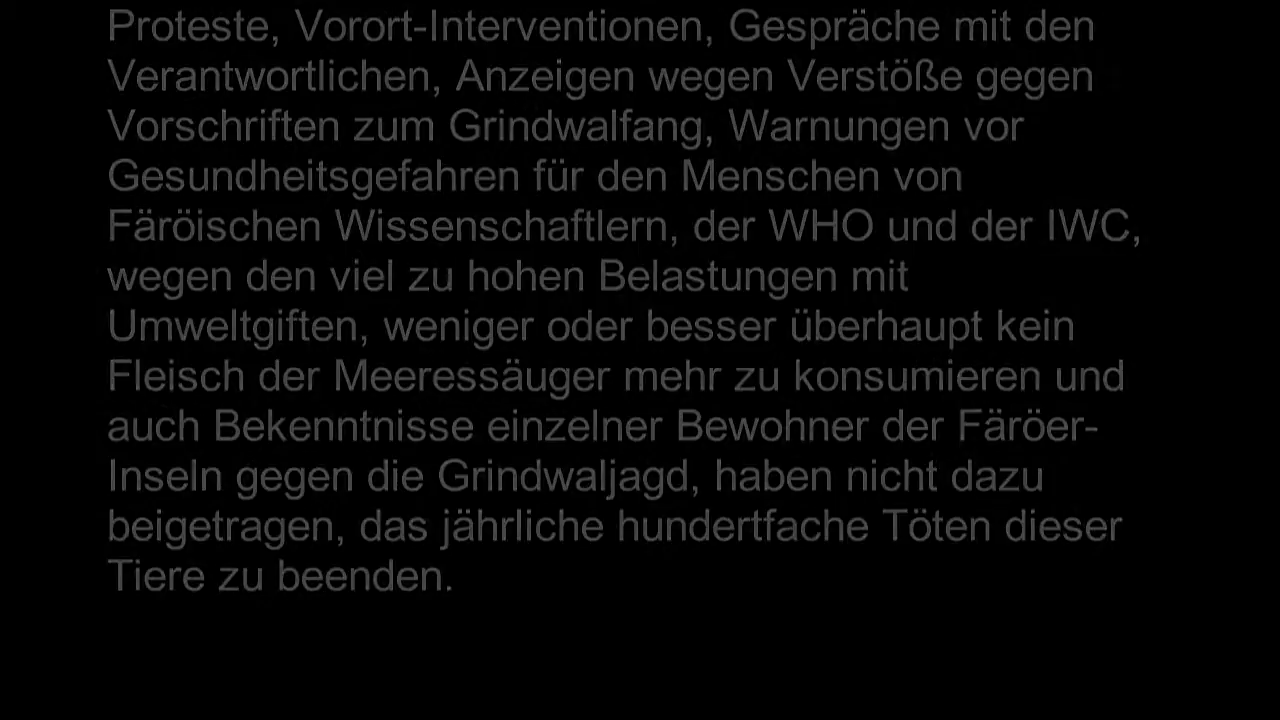 Proteste, Vorort-Interventionen, Gespräche mit den
Verantwortlichen, Anzeigen wegen Verstöße gegen
Vorschriften zum Grindwalfang, Warnungen vor
Gesundheitsgefahren für den Menschen von
Färöischen Wissenschaftlern, der WHO und der IWC,
wegen den viel zu hohen Belastungen mit
Umweltgiften, weniger oder besser überhaupt kein
Fleisch der Meeressäuger mehr zu konsumieren und
auch Bekenntnisse einzelner Bewohner der Färöer-
Inseln gegen die Grindwaljagd, haben nicht dazu
beigetragen, das jährliche hundertfache Töten dieser
Tiere zu beenden.